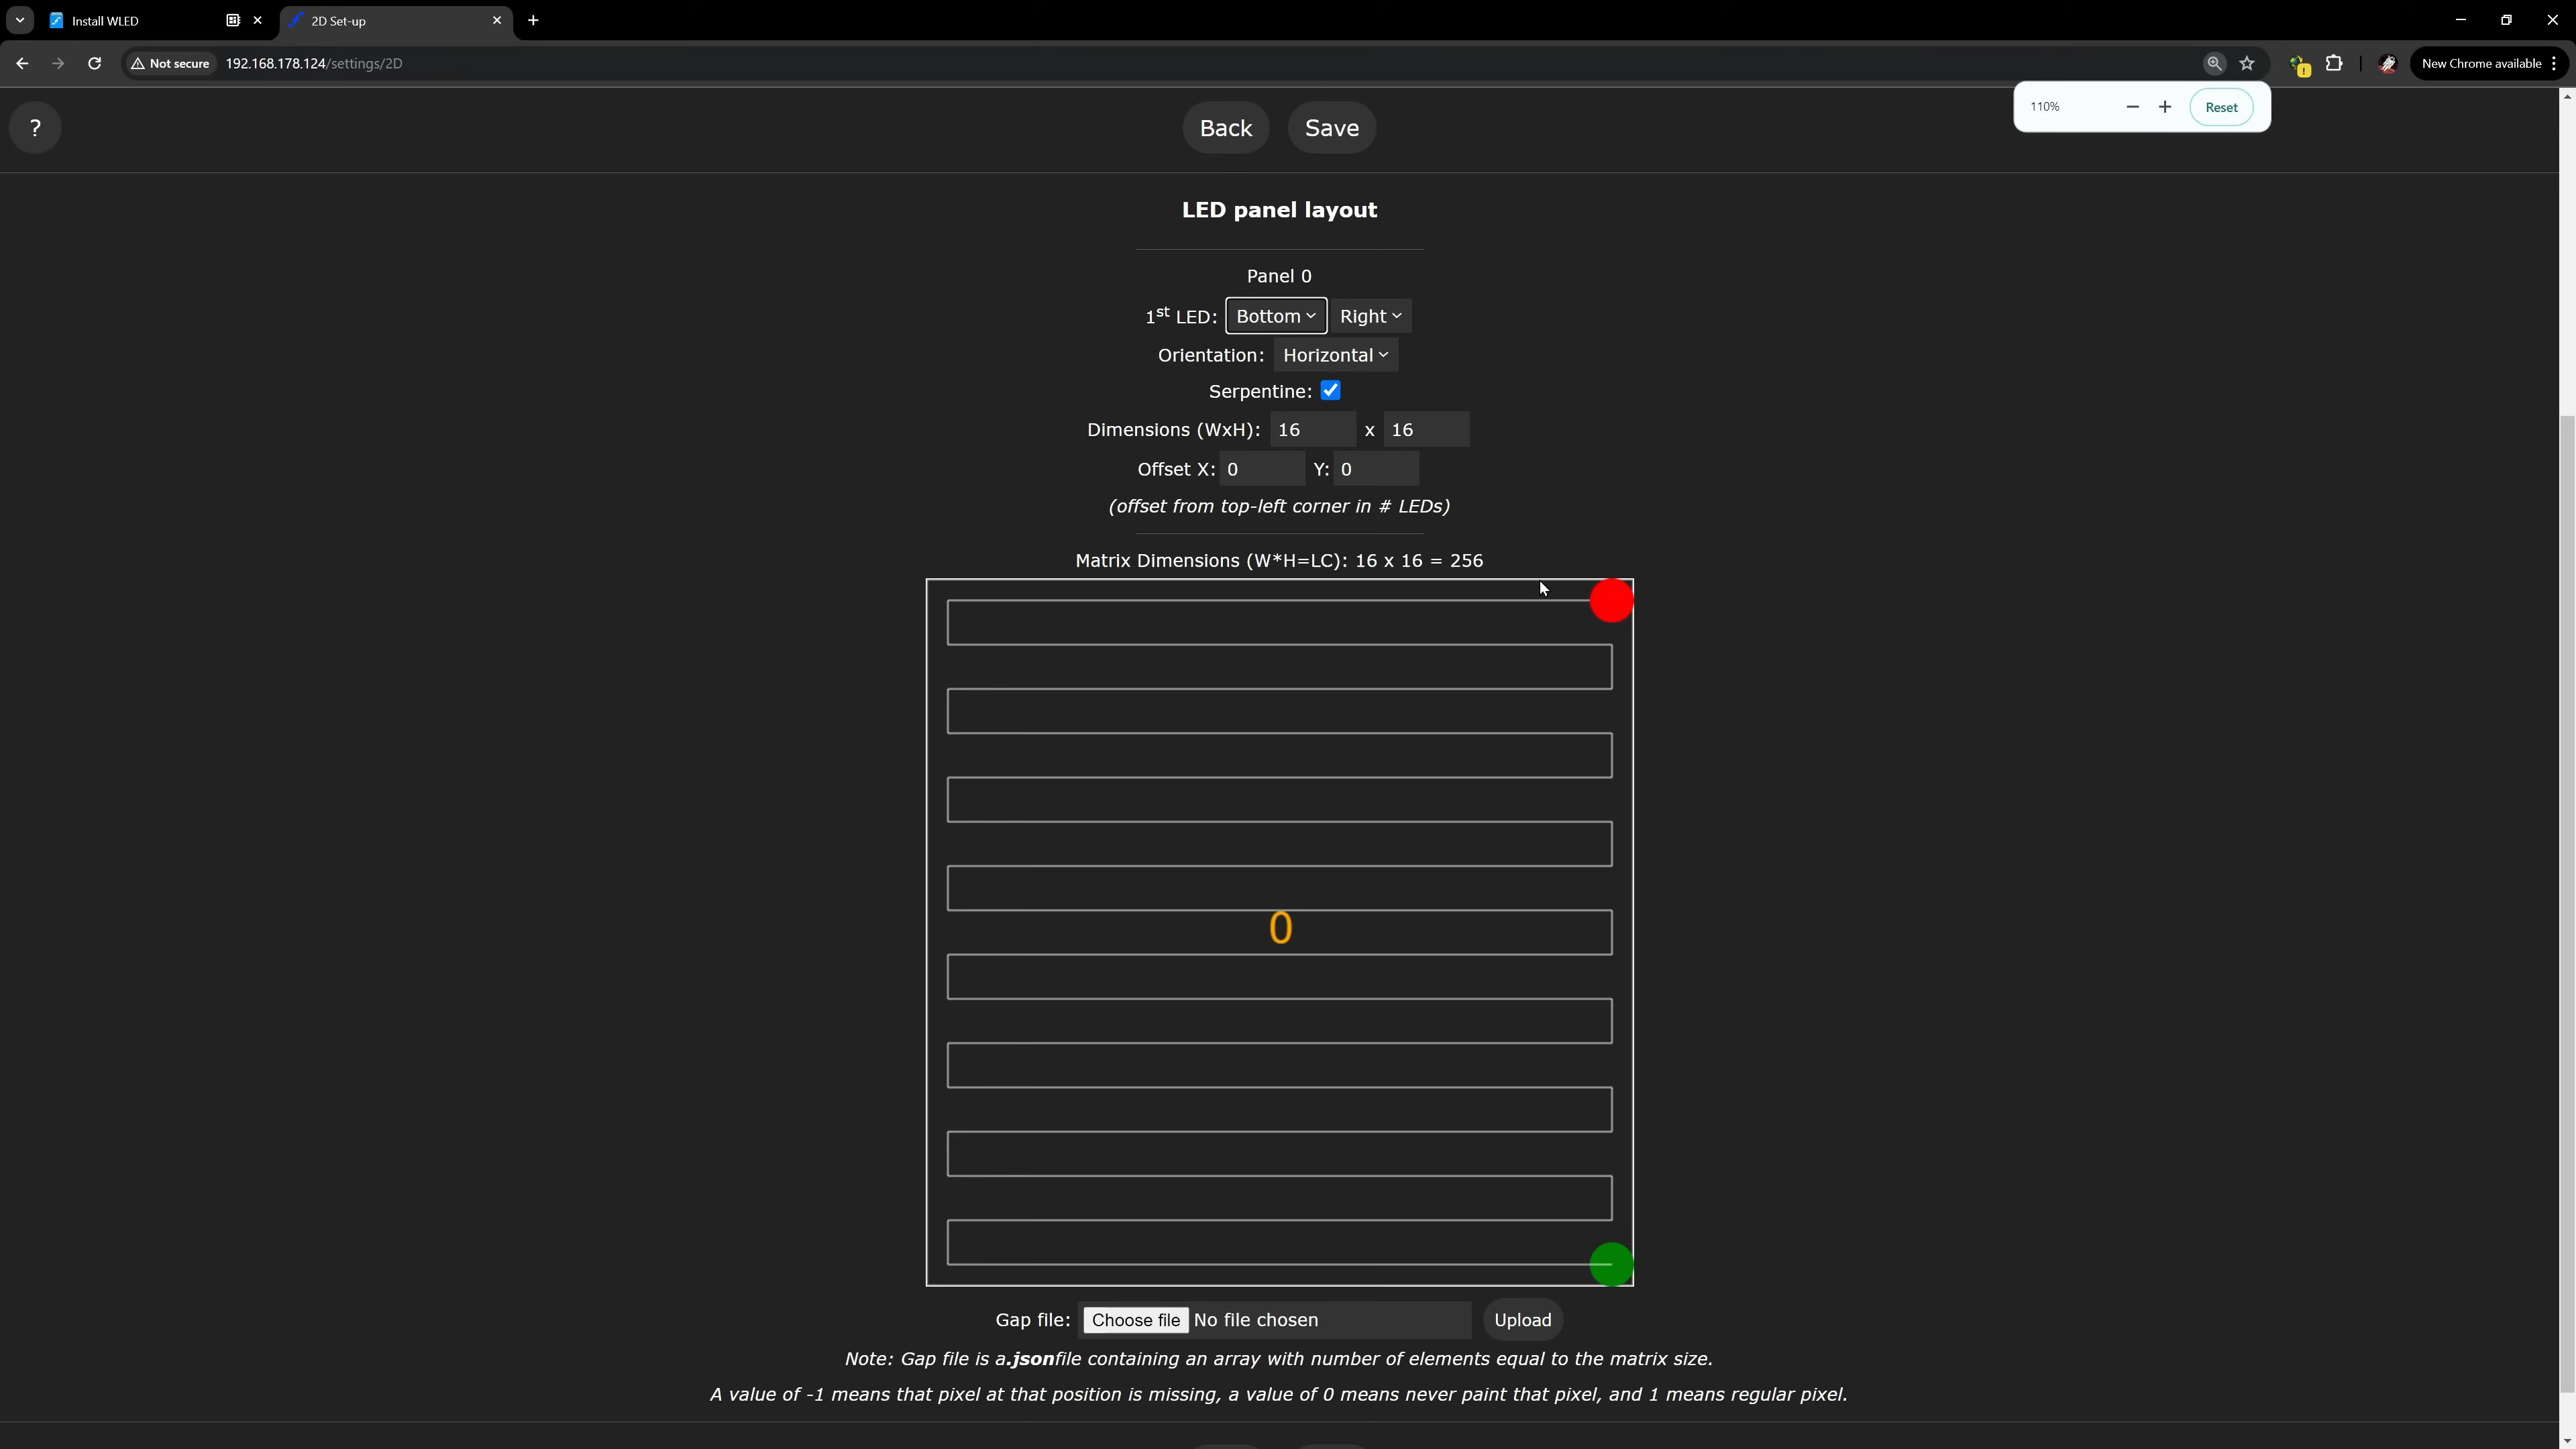 Install WLED
2D Set-up
Not secure
192.168.178.124/settings/2D
New Chrome available
110%
Reset
?
Back
Save
LED panel layout
Panel 0
1st LED: Bottom Right
Orientation: Horizontal
Serpentine:
Dimensions (WxH): 16 x 16
Offset X: 0 Y: 0
(offset from top-left corner in # LEDs)
Matrix Dimensions (W*H=LC): 16 x 16 = 256
0
Gap file: Choose file No file chosen Upload
Note: Gap file is a.jsonfile containing an array with number of elements equal to the matrix size.
A value of -1 means that pixel at that position is missing, a value of 0 means never paint that pixel, and 1 means regular pixel.